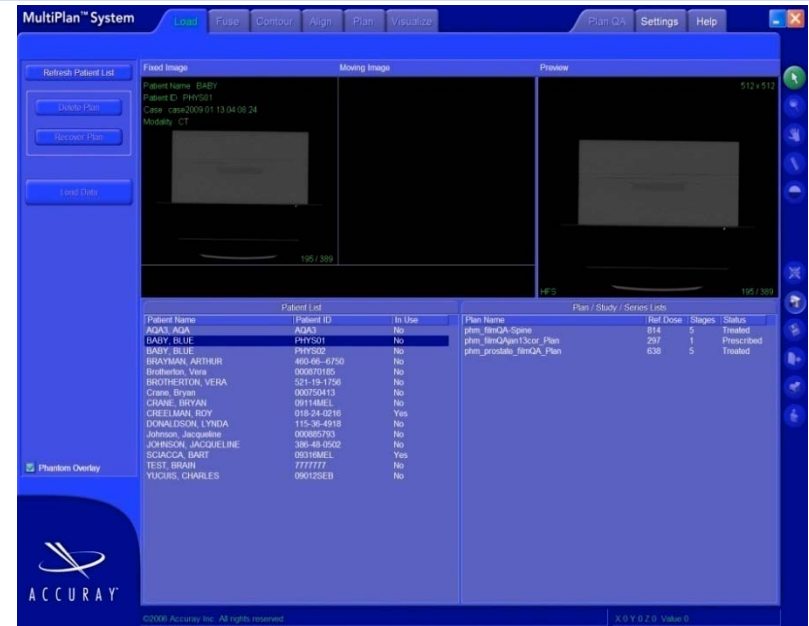 MultiPlan™ System
Load Fuse Contour Align Plan Visualize Plan QA Settings Help
Refresh Patient List
Delete Plan
Recover Plan
Load Data
Fixed Image Moving Image Preview
Patient Name BABY
Patient ID PHYS01
Case case2009 01 13 04 08 24
Modality CT
195 / 389
512 x 512
HFS 195 / 389
Patient List
Patient Name Patient ID In Use
AQA3, AQA AQA3 No
BABY, BLUE PHYS01 No
BABY, BLUE PHYS02 No
BRAYMAN, ARTHUR 460-66--6750 No
Brotherton, Vera 000870185 No
BROTHERTON, VERA 521-19-1756 No
Crane, Bryan 000750413 No
CRANE, BRYAN 09114MEL No
CREELMAN, ROY 018-24-0216 Yes
DONALDSON, LYNDA 115-36-4918 No
Johnson, Jacqueline 000885793 No
JOHNSON, JACQUELINE 386-48-0502 No
SCIACCA, BART 09316MEL Yes
TEST, BRAIN 7777777 No
YUCUIS, CHARLES 09012SEB No
Plan / Study / Series Lists
Plan Name Ref.Dose Stages Status
phm_filmQA-Spine 814 5 Treated
phm_filmQAjan13cor_Plan 297 1 Prescribed
phm_prostate_filmQA_Plan 638 5 Treated
Phantom Overlay
ACCURAY
©2008 Accuray Inc. All rights reserved
X.0 Y.0 Z.0 Value 0